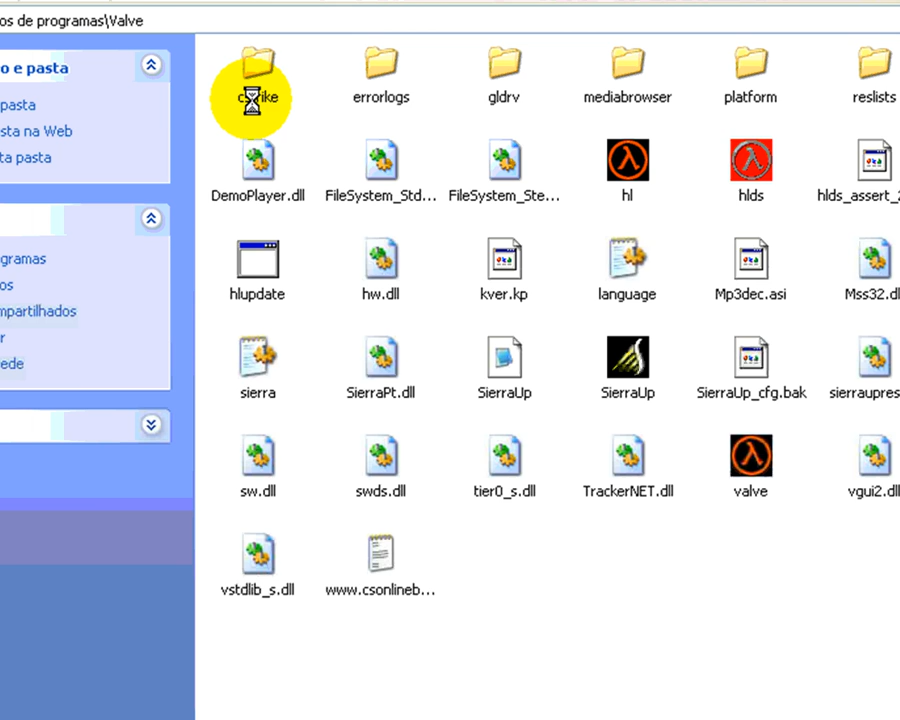 os de programas\Valve
o e pasta
pasta
sta na Web
ta pasta
gramas
os
mpartilhados
r
ede
errorlogs
gldrv
mediabrowser
platform
reslists
DemoPlayer.dll
FileSystem_Std...
FileSystem_Ste...
hl
hlds
hlds_assert_2
hlupdate
hw.dll
kver.kp
language
Mp3dec.asi
Mss32.dl
sierra
SierraPt.dll
SierraUp
SierraUp
SierraUp_cfg.bak
sierraupres
sw.dll
swds.dll
tier0_s.dll
TrackerNET.dll
valve
vgui2.dl
vstdlib_s.dll
www.csonlineb...